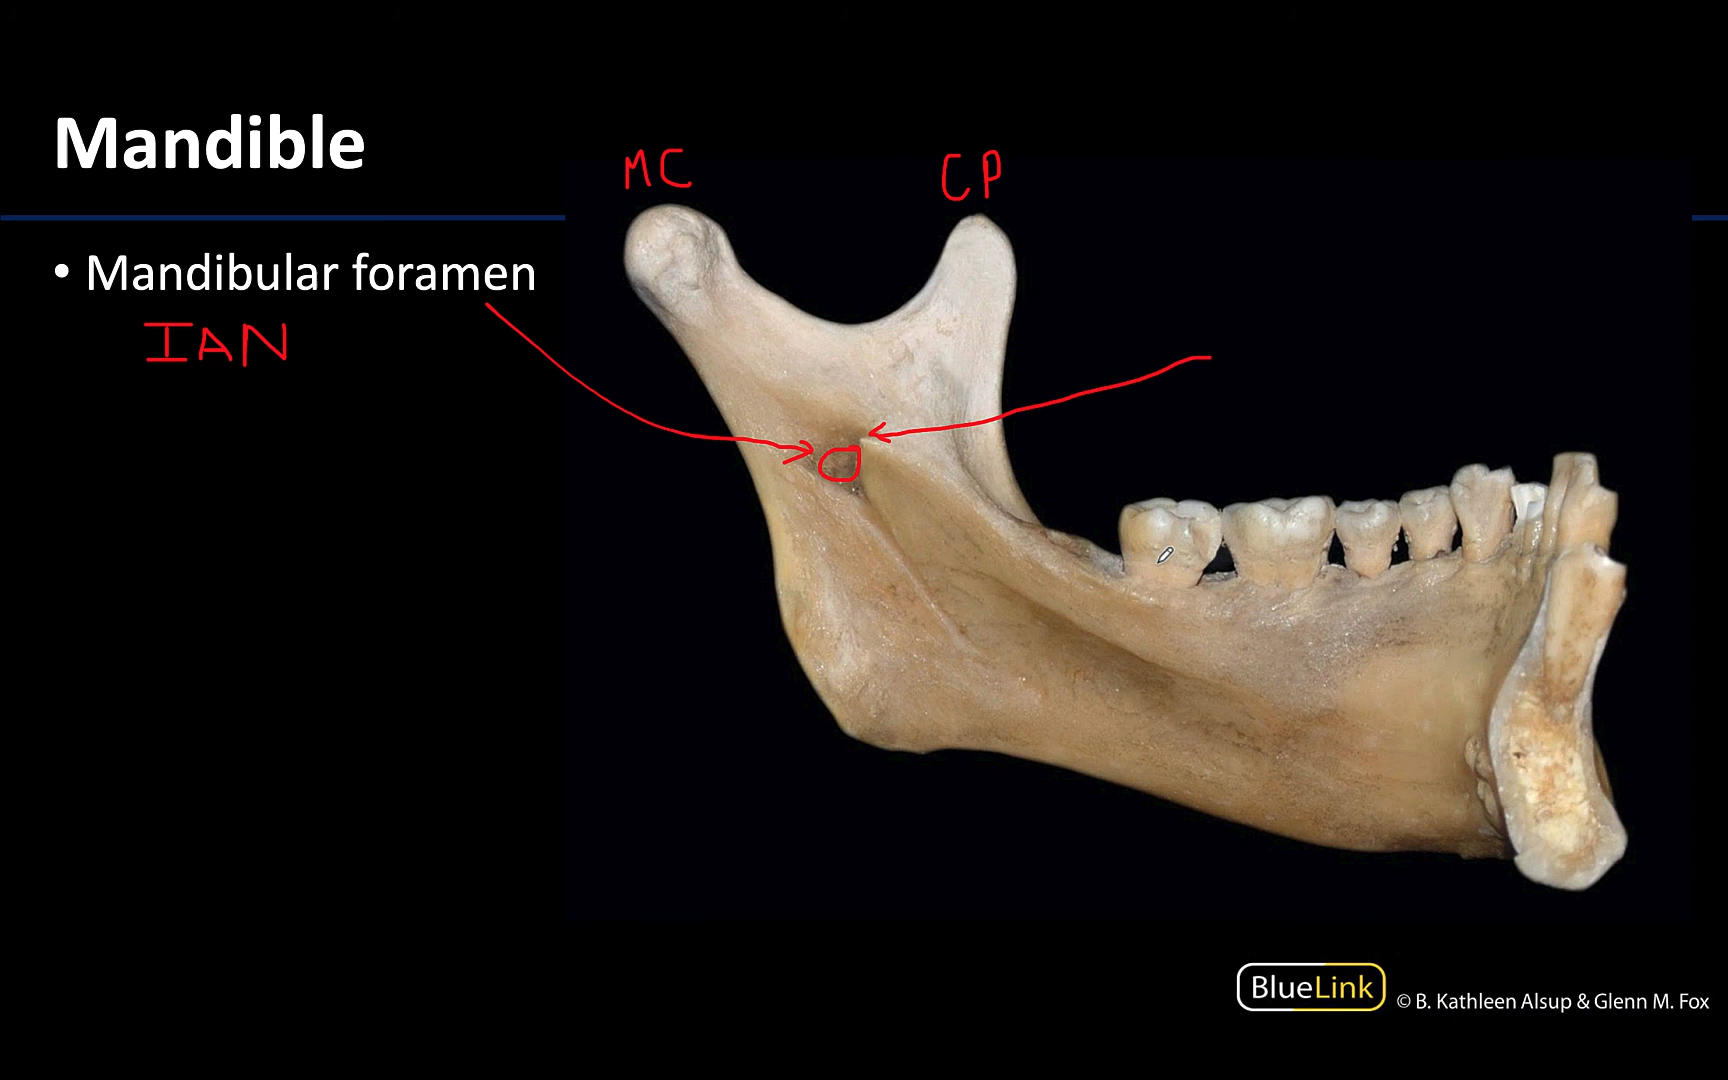 Mandible
MC
CP
• Mandibular foramen
IAN
BlueLink
© B. Kathleen Alsup & Glenn M. Fox